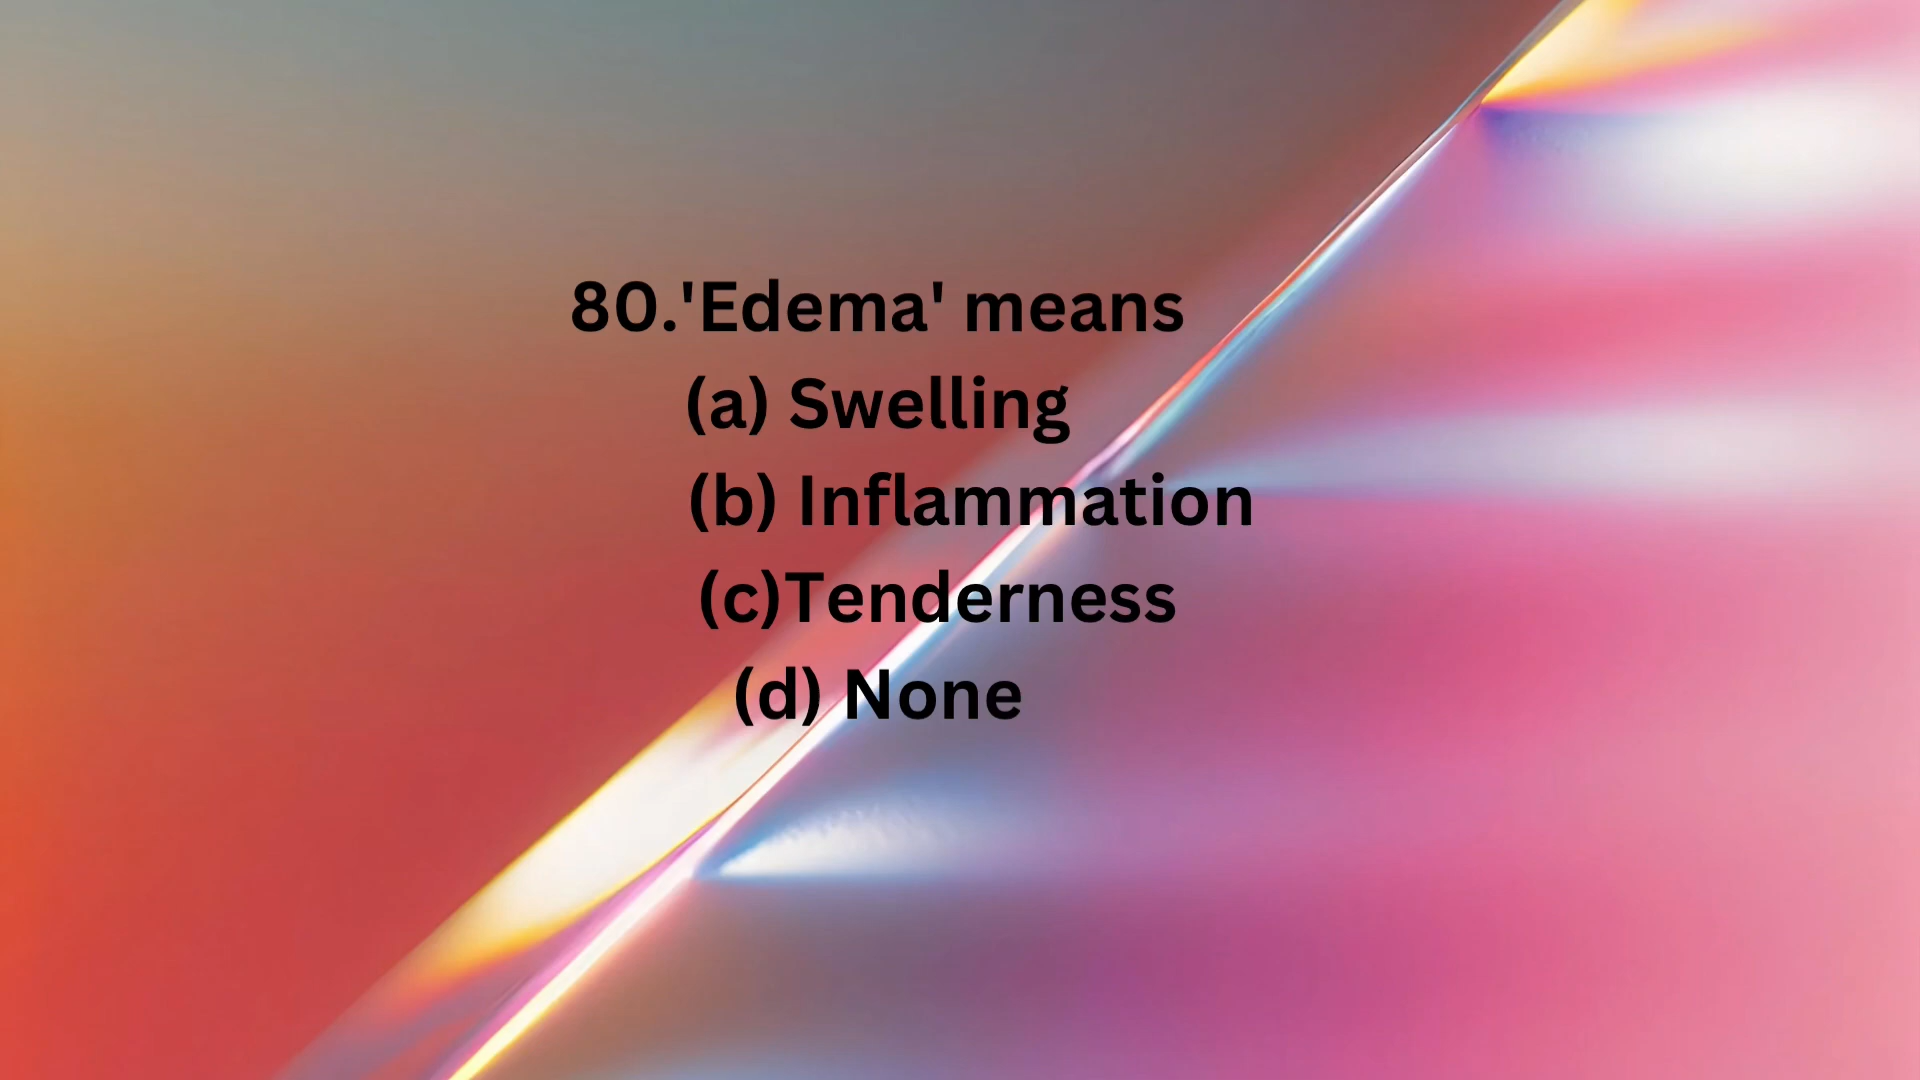 80.'Edema' means
(a) Swelling
(b) Inflammation
(c)Tenderness
(d) None